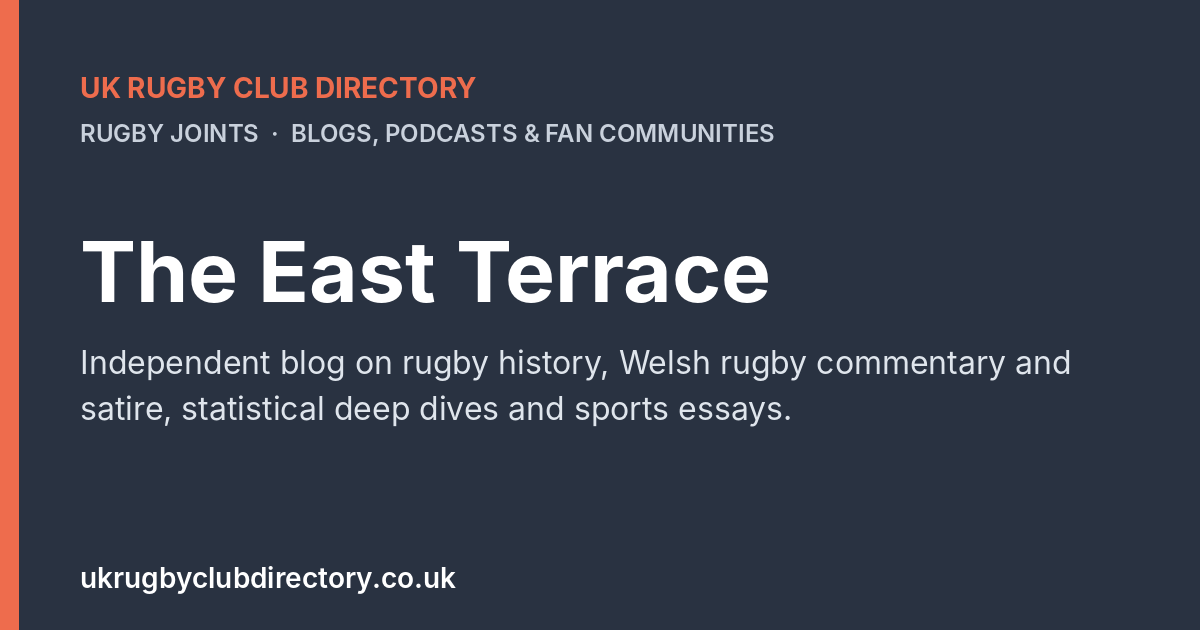 UK RUGBY CLUB DIRECTORY
RUGBY JOINTS · BLOGS, PODCASTS & FAN COMMUNITIES
The East Terrace
Independent blog on rugby history, Welsh rugby commentary and
satire, statistical deep dives and sports essays.
ukrugbyclubdirectory.co.uk